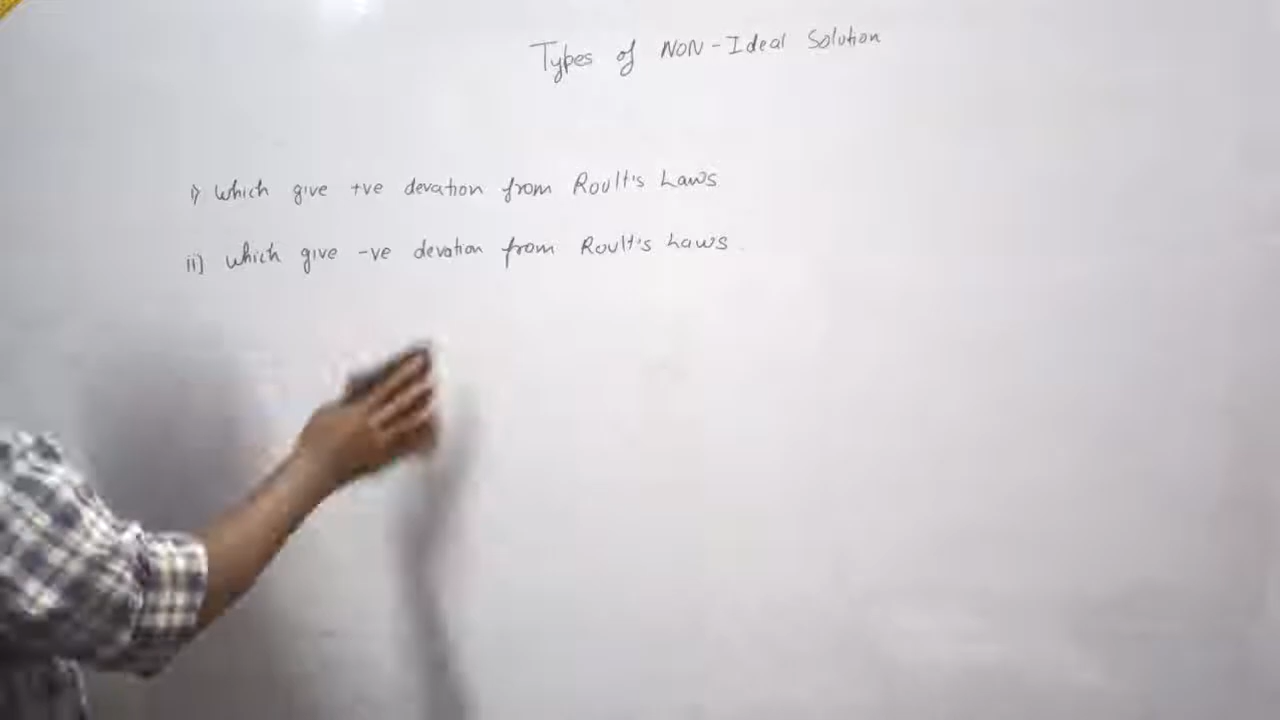 Types of NON-Ideal Solution
i) which give +ve devation from Roult's Laws
ii) which give -ve devation from Roult's Laws